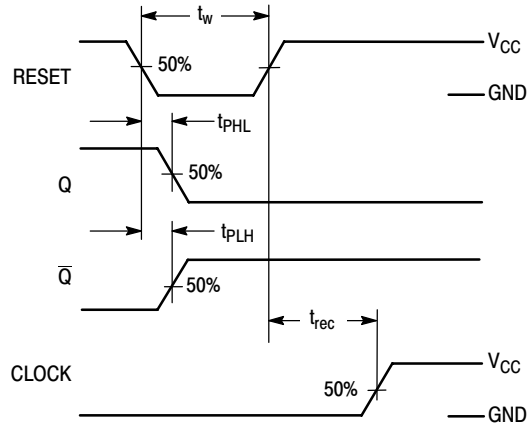 t_w
V_CC
RESET
50%
GND
t_PHL
Q
50%
t_PLH
Q̅
50%
t_rec
CLOCK
50%
V_CC
GND